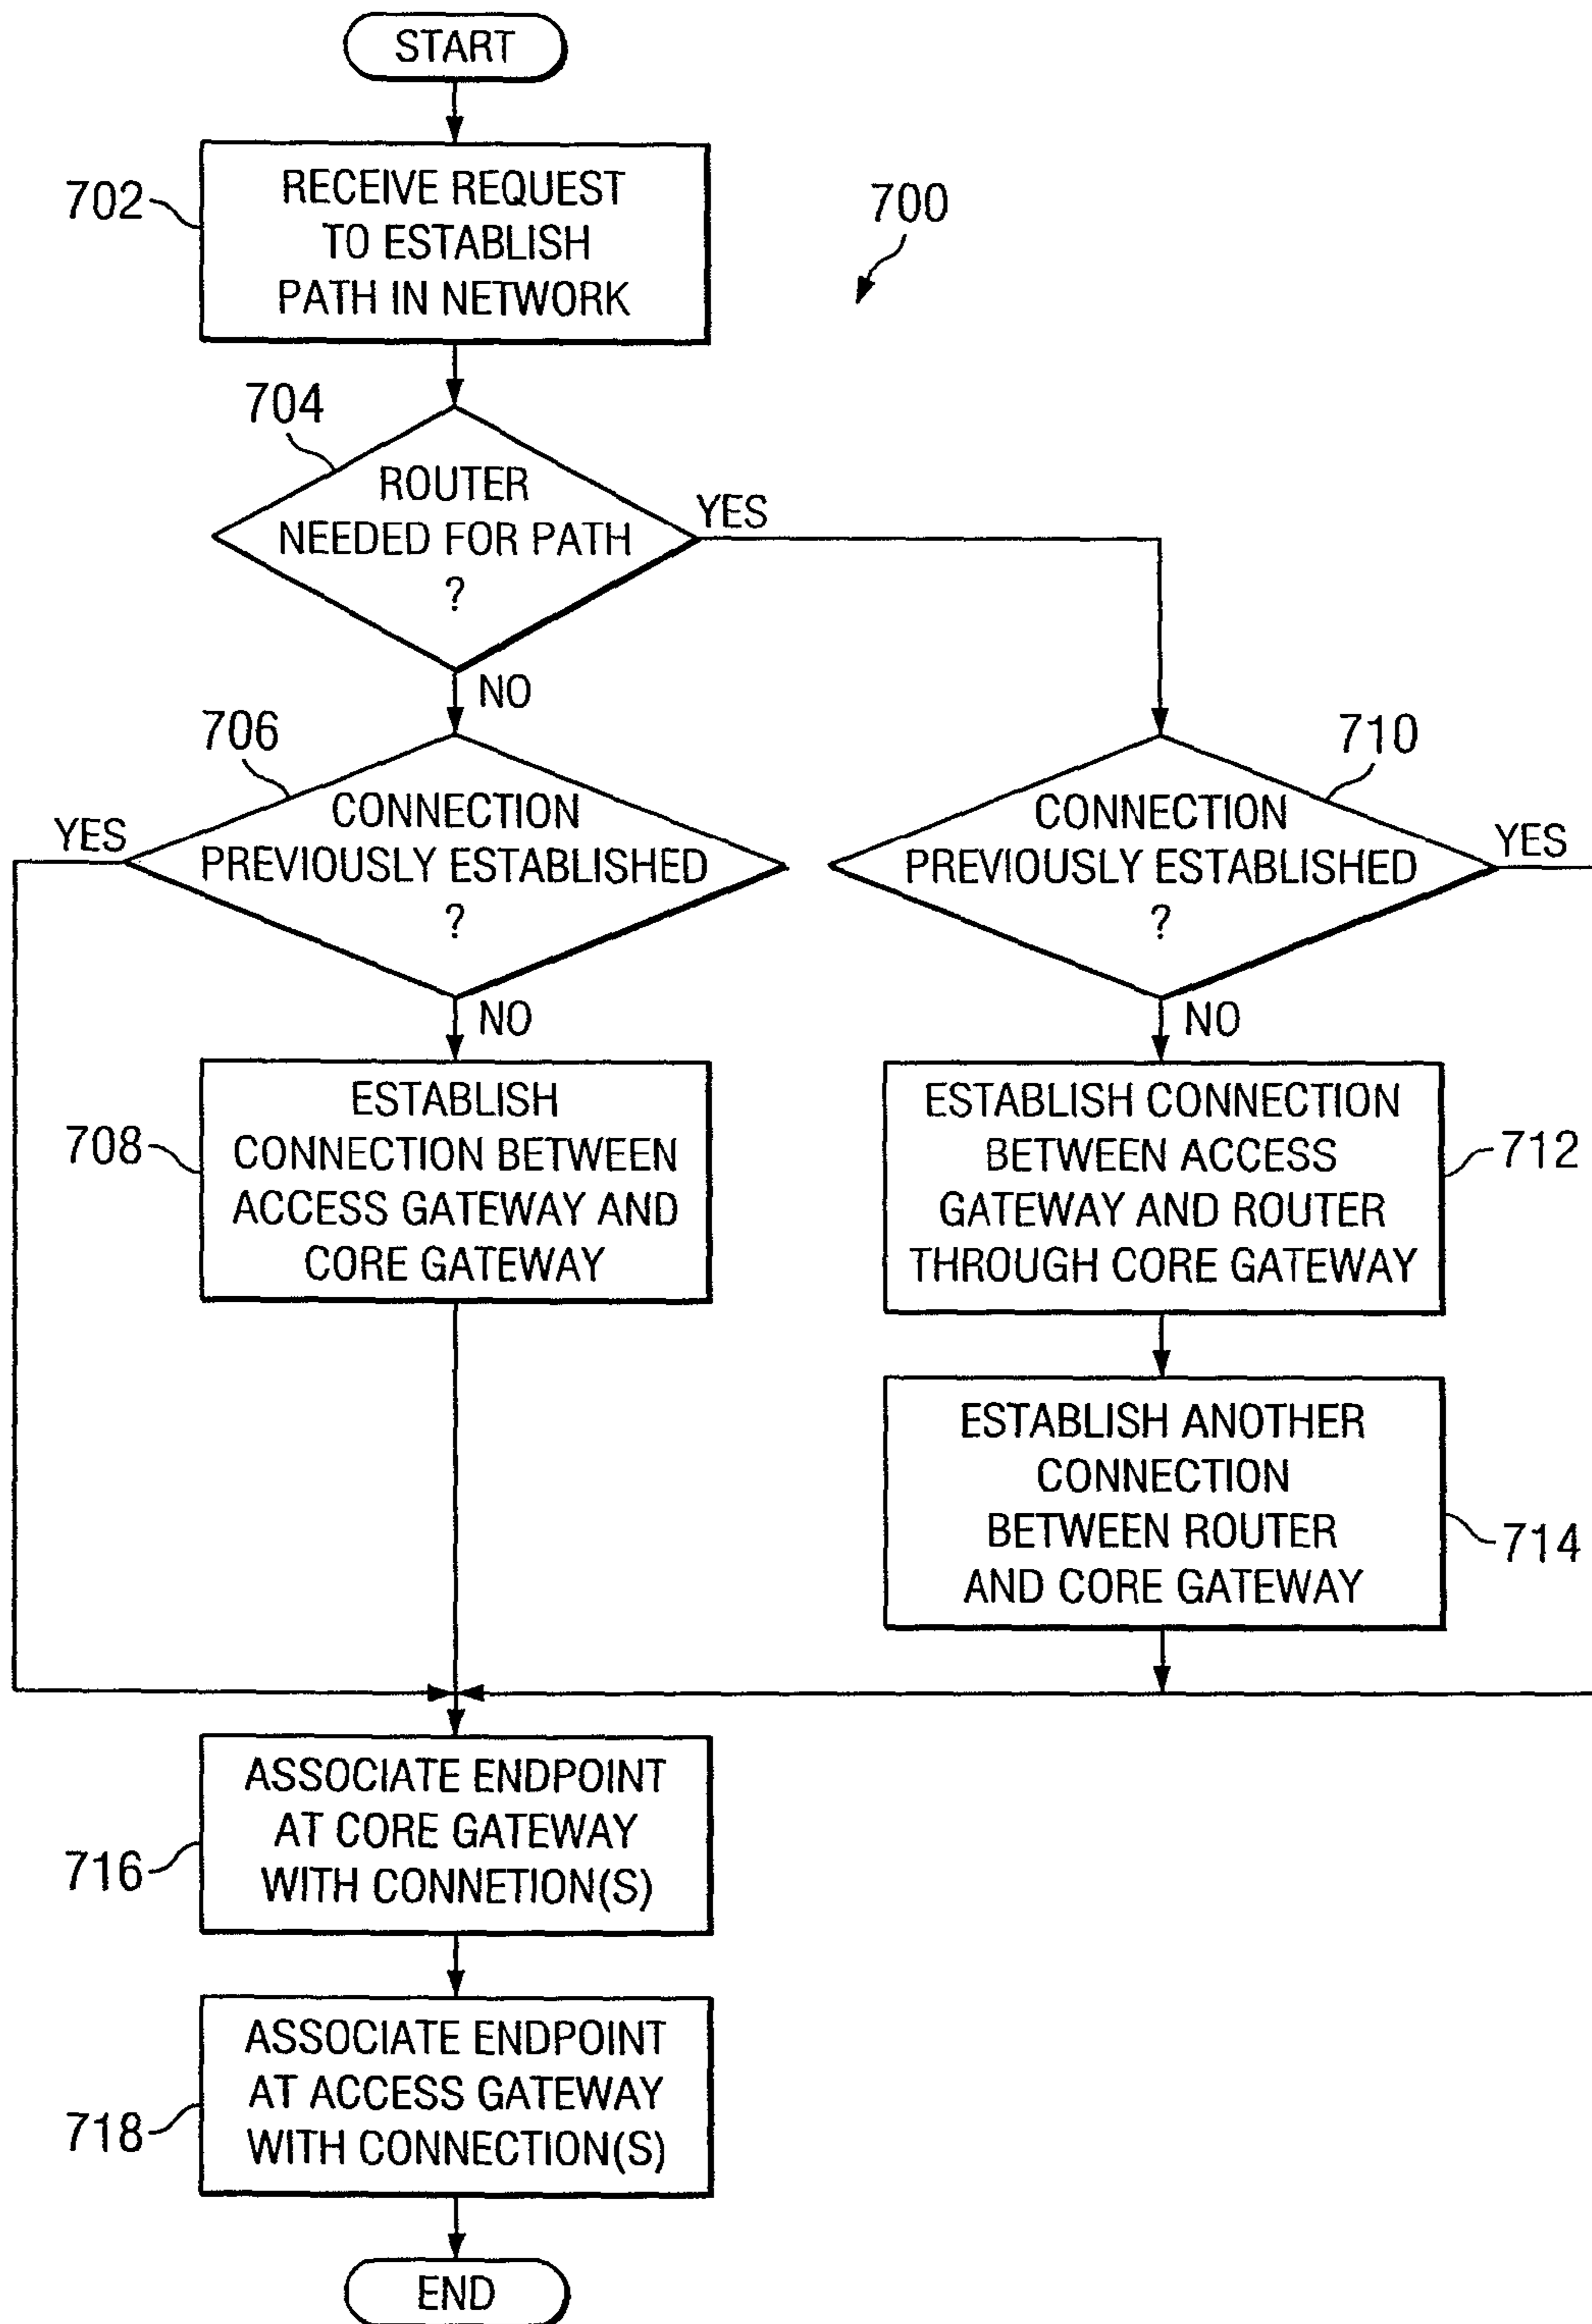 START
702
RECEIVE REQUEST
TO ESTABLISH
PATH IN NETWORK
700
704
ROUTER
NEEDED FOR PATH
?
YES
NO
706
CONNECTION
PREVIOUSLY ESTABLISHED
?
YES
NO
710
CONNECTION
PREVIOUSLY ESTABLISHED
?
YES
NO
708
ESTABLISH
CONNECTION BETWEEN
ACCESS GATEWAY AND
CORE GATEWAY
ESTABLISH CONNECTION
BETWEEN ACCESS
GATEWAY AND ROUTER
THROUGH CORE GATEWAY
712
ESTABLISH ANOTHER
CONNECTION
BETWEEN ROUTER
AND CORE GATEWAY
714
716
ASSOCIATE ENDPOINT
AT CORE GATEWAY
WITH CONNETION(S)
718
ASSOCIATE ENDPOINT
AT ACCESS GATEWAY
WITH CONNECTION(S)
END